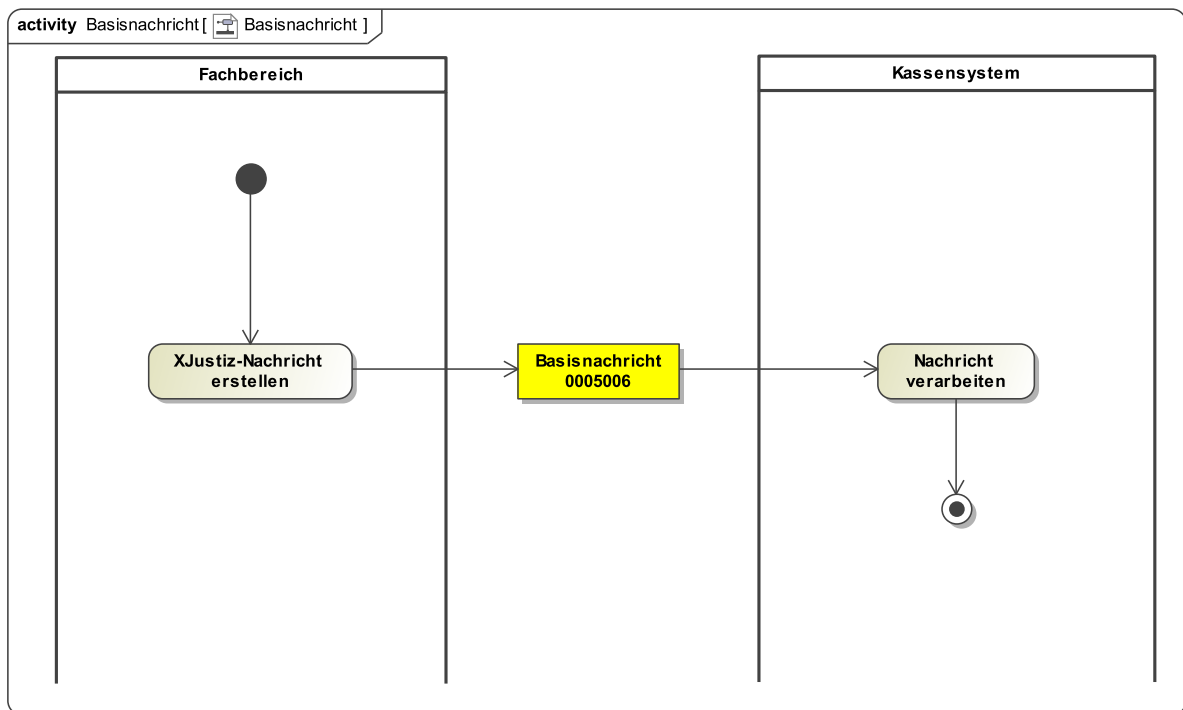 activity Basisnachricht [ Basisnachricht ]
Fachbereich
Kassensystem
XJustiz-Nachricht
erstellen
Basisnachricht
0005006
Nachricht
verarbeiten